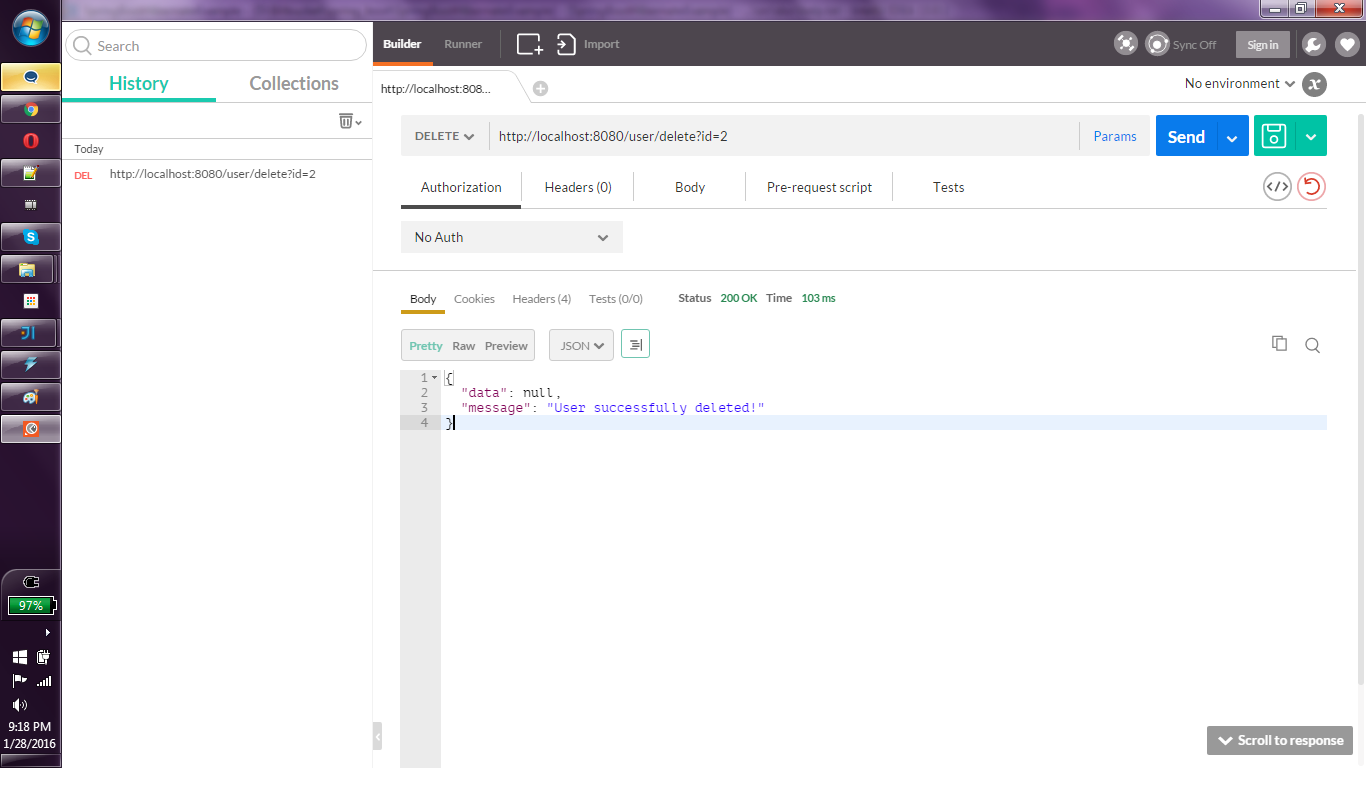 Search
Builder
Runner
Import
Sync Off
Sign in
History
Collections
http://localhost:808...
No environment
Today
DELETE
http://localhost:8080/user/delete?id=2
Params
Send
DEL
http://localhost:8080/user/delete?id=2
Authorization
Headers (0)
Body
Pre-request script
Tests
No Auth
Body
Cookies
Headers (4)
Tests (0/0)
Status 200 OK Time 103 ms
Pretty
Raw
Preview
JSON
1 {
2 "data": null,
3 "message": "User successfully deleted!"
4 }
97%
9:18 PM
1/28/2016
Scroll to response